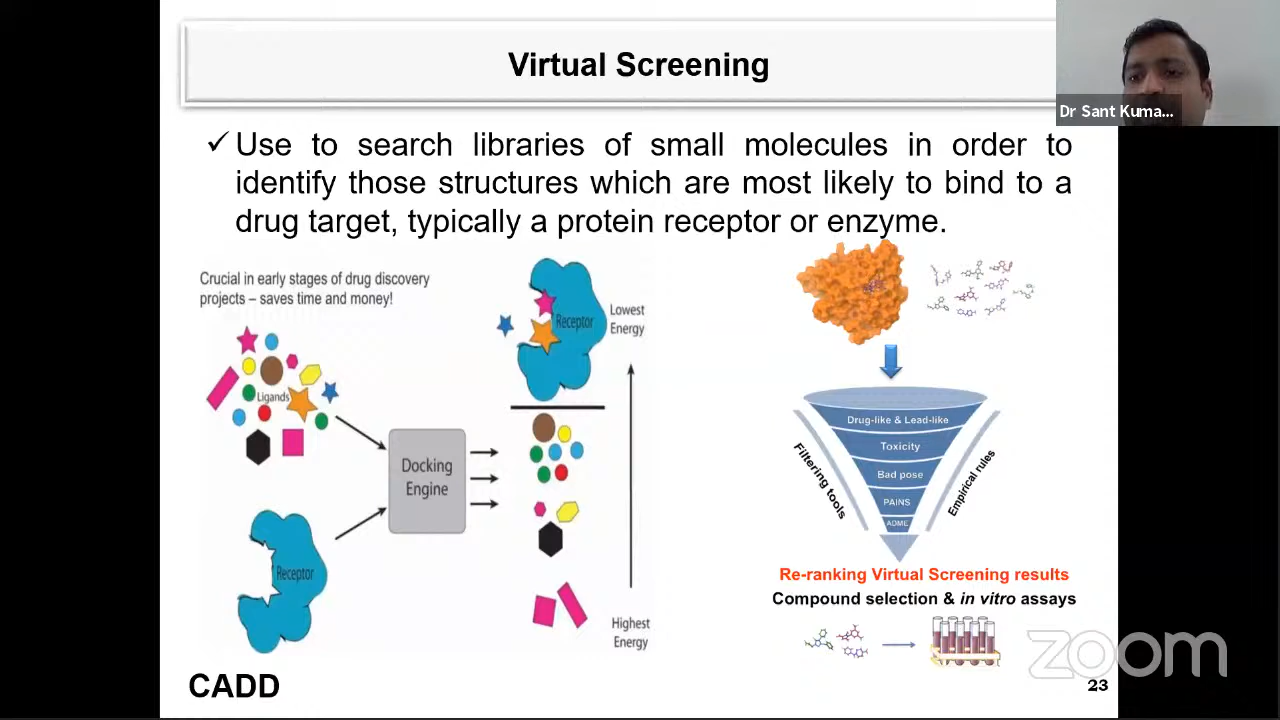 Virtual Screening
Dr Sant Kuma...
✓ Use to search libraries of small molecules in order to
identify those structures which are most likely to bind to a
drug target, typically a protein receptor or enzyme.
Crucial in early stages of drug discovery
projects – saves time and money!
Ligands
Receptor
Docking
Engine
Receptor
Lowest
Energy
Highest
Energy
Drug-like & Lead-like
Toxicity
Bad pose
PAINS
ADME
Filtering tools
Empirical rules
Re-ranking Virtual Screening results
Compound selection & in vitro assays
zoom
CADD
23